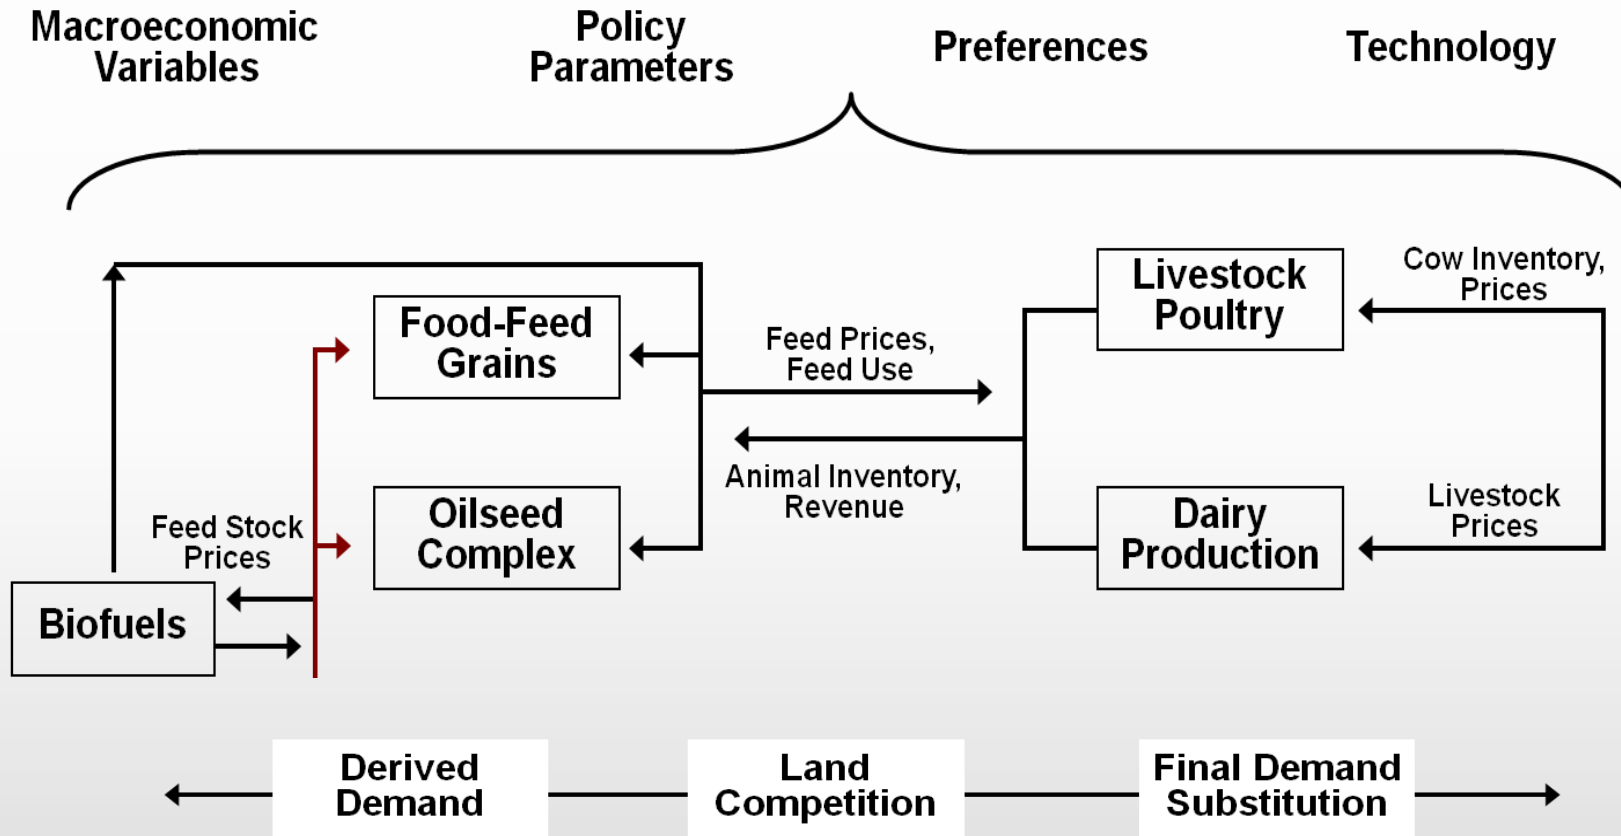 Macroeconomic
Variables
Policy
Parameters
Preferences
Technology
Livestock
Poultry
Cow Inventory,
Prices
Food-Feed
Grains
Feed Prices,
Feed Use
Animal Inventory,
Revenue
Oilseed
Complex
Dairy
Production
Livestock
Prices
Feed Stock
Prices
Biofuels
Derived
Demand
Land
Competition
Final Demand
Substitution